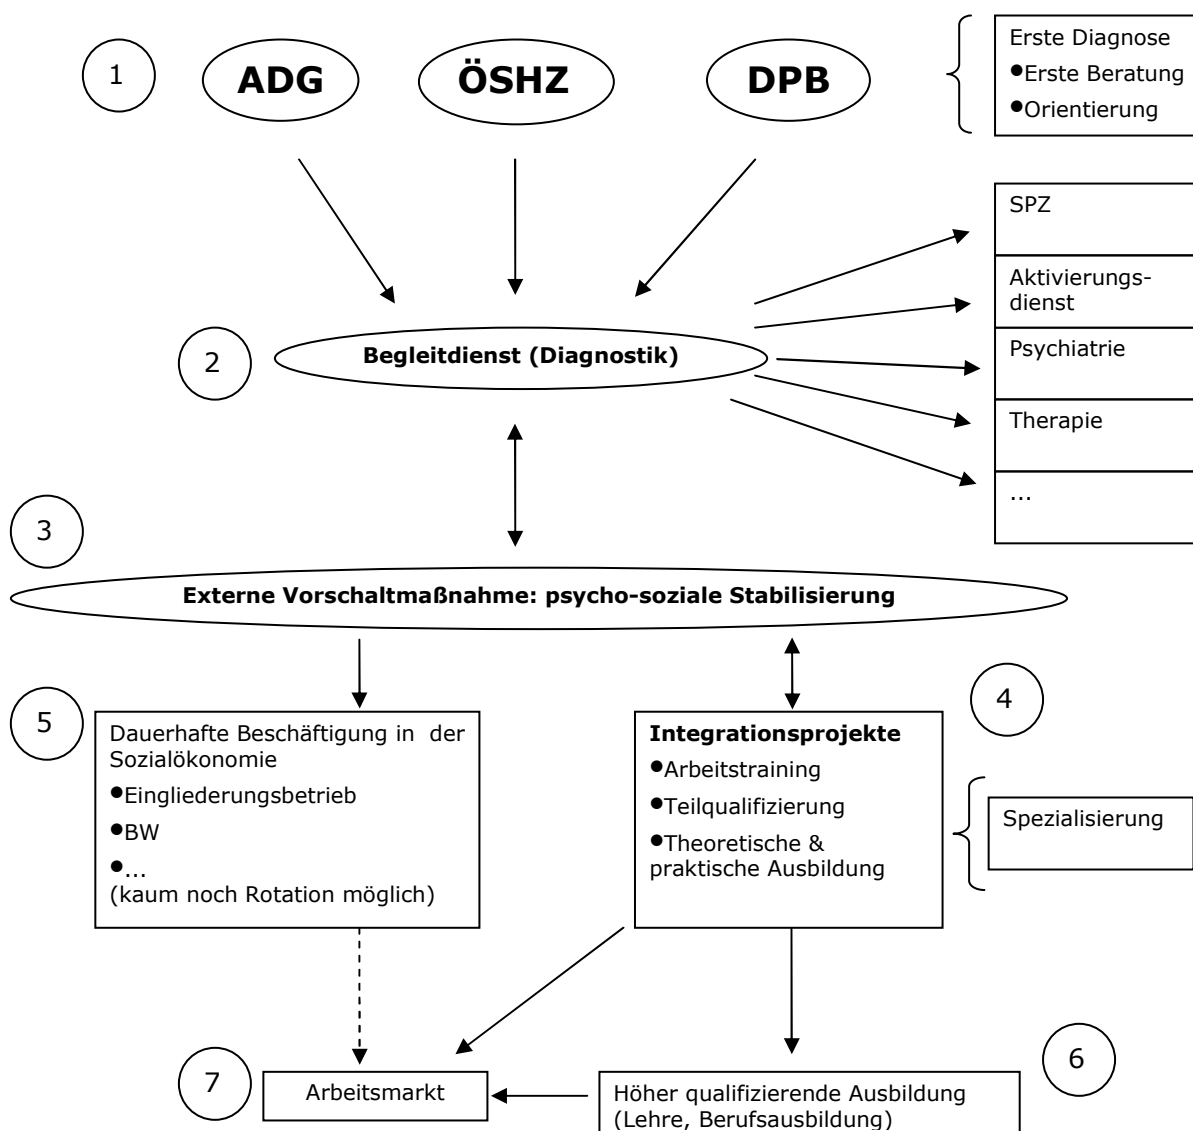 1
ADG
ÖSHZ
DPB
Erste Diagnose
●Erste Beratung
●Orientierung
SPZ
Aktivierungs-
dienst
Psychiatrie
Therapie
...
2
Begleitdienst (Diagnostik)
3
Externe Vorschaltmaßnahme: psycho-soziale Stabilisierung
5
Dauerhafte Beschäftigung in der
Sozialökonomie
●Eingliederungsbetrieb
●BW
●...
(kaum noch Rotation möglich)
4
Integrationsprojekte
●Arbeitstraining
●Teilqualifizierung
●Theoretische &
praktische Ausbildung
Spezialisierung
7
Arbeitsmarkt
6
Höher qualifizierende Ausbildung
(Lehre, Berufsausbildung)